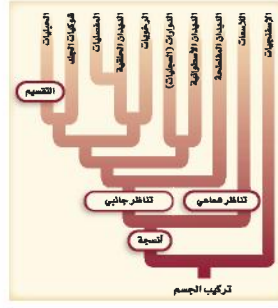 الإسفنجيات
اللاسعات
الديدان المفلطحة
الديدان الأسطوانية
الدوارات (العجليات)
الرخويات
الديدان الحلقية
المفصليات
شوكيات الجلد
الحبليات
التقسيم
تناظر شعاعي
تناظر جانبي
أنسجة
تركيب الجسم